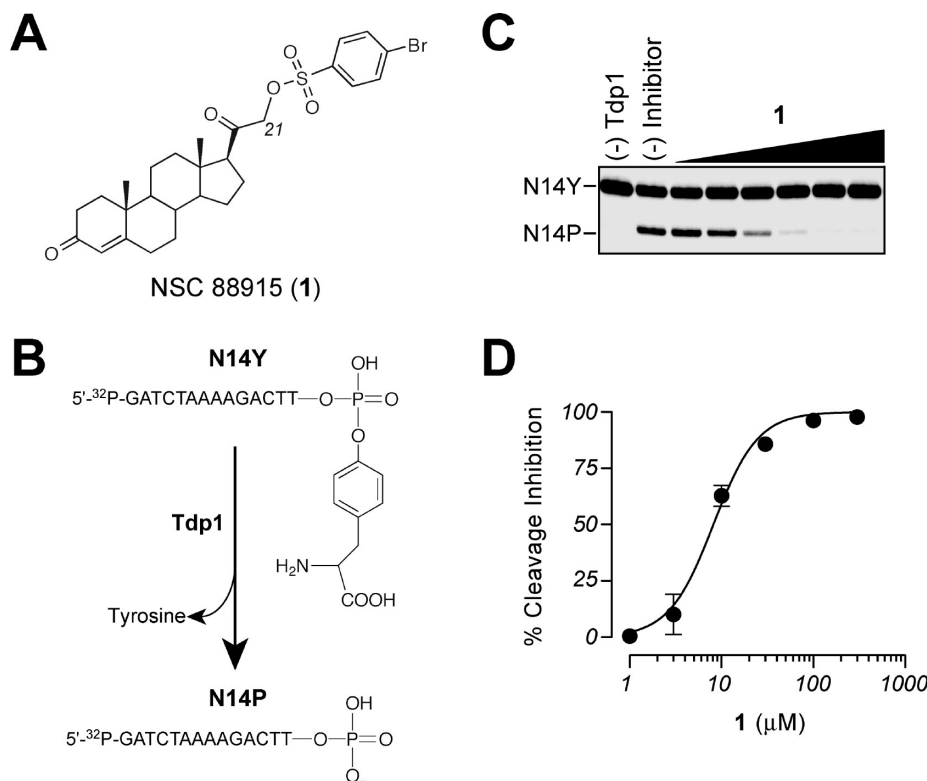 A
Br
O
S
O
O
O
21
O
NSC 88915 (1)
B
N14Y
OH
5'-³²P-GATCTAAAAGACTT—O—P=O
O
Tdp1
H₂N
COOH
Tyrosine
N14P
OH
5'-³²P-GATCTAAAAGACTT—O—P=O
O-
C
(-) Tdp1
(-) Inhibitor
1
N14Y
N14P
D
% Cleavage Inhibition
100
75
50
25
0
1
10
100
1000
1 (μM)